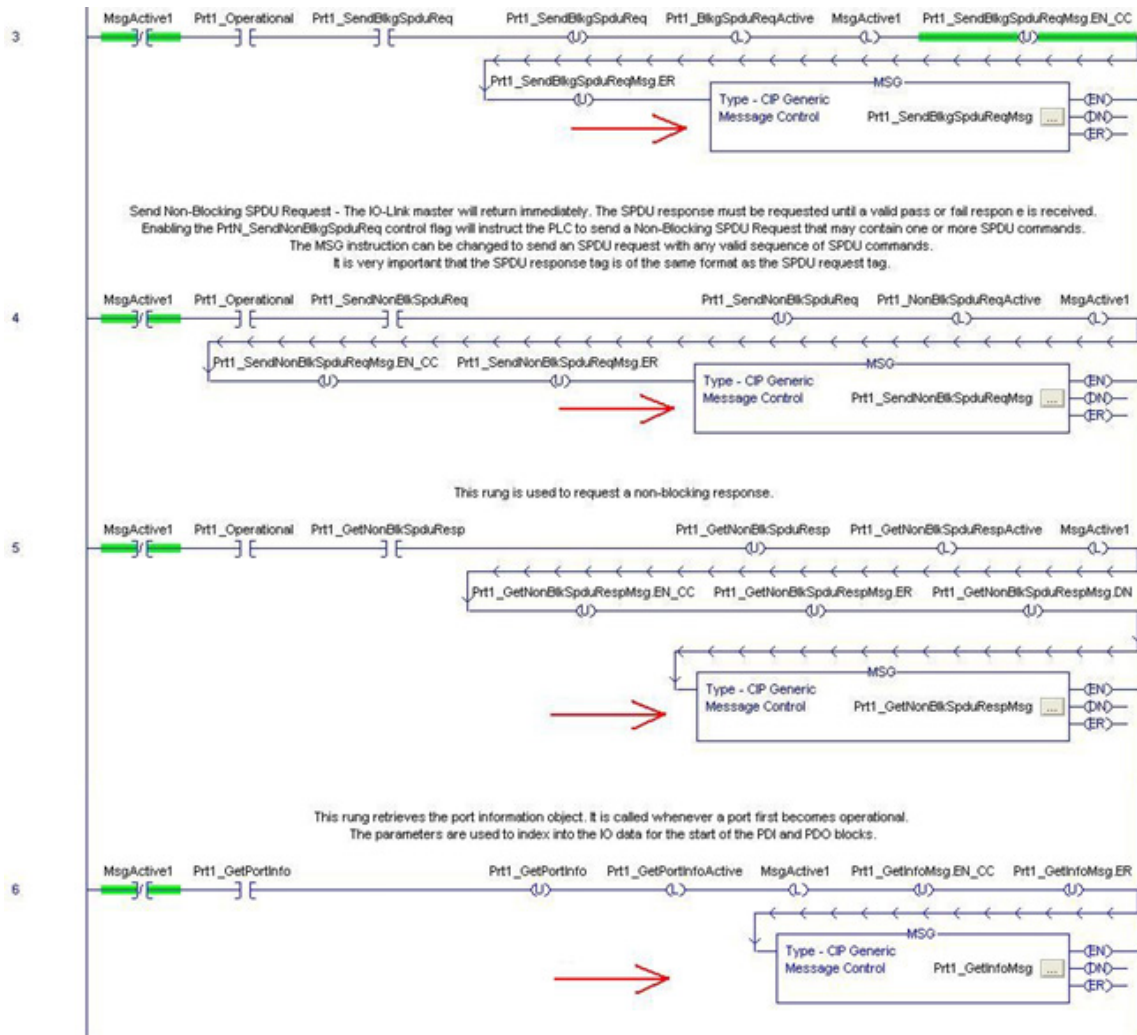 MsgActive1 Prt1_Operational Prt1_SendBlkgSpduReq Prt1_SendBlkgSpduReq Prt1_BlkgSpduReqActive MsgActive1 Prt1_SendBlkgSpduReqMsg.EN_CC
3
U L L U
Prt1_SendBlkgSpduReqMsg.ER
U
MSG
Type - CIP Generic
Message Control Prt1_SendBlkgSpduReqMsg ...
EN
DN
ER
Send Non-Blocking SPDU Request - The IO-Link master will return immediately. The SPDU response must be requested until a valid pass or fail respon e is received.
Enabling the PrtN_SendNonBlkgSpduReq control flag will instruct the PLC to send a Non-Blocking SPDU Request that may contain one or more SPDU commands.
The MSG instruction can be changed to send an SPDU request with any valid sequence of SPDU commands.
It is very important that the SPDU response tag is of the same format as the SPDU request tag.
MsgActive1 Prt1_Operational Prt1_SendNonBlkSpduReq Prt1_SendNonBlkSpduReq Prt1_NonBlkSpduReqActive MsgActive1
4
U L L
Prt1_SendNonBlkSpduReqMsg.EN_CC Prt1_SendNonBlkSpduReqMsg.ER
U U
MSG
Type - CIP Generic
Message Control Prt1_SendNonBlkSpduReqMsg ...
EN
DN
ER
This rung is used to request a non-blocking response.
MsgActive1 Prt1_Operational Prt1_GetNonBlkSpduResp Prt1_GetNonBlkSpduResp Prt1_GetNonBlkSpduRespActive MsgActive1
5
U L L
Prt1_GetNonBlkSpduRespMsg.EN_CC Prt1_GetNonBlkSpduRespMsg.ER Prt1_GetNonBlkSpduRespMsg.DN
U U U
MSG
Type - CIP Generic
Message Control Prt1_GetNonBlkSpduRespMsg ...
EN
DN
ER
This rung retrieves the port information object. It is called whenever a port first becomes operational.
The parameters are used to index into the IO data for the start of the PDI and PDO blocks.
MsgActive1 Prt1_GetPortInfo Prt1_GetPortInfo Prt1_GetPortInfoActive MsgActive1 Prt1_GetInfoMsg.EN_CC Prt1_GetInfoMsg.ER
6
U L L U U
MSG
Type - CIP Generic
Message Control Prt1_GetInfoMsg ...
EN
DN
ER